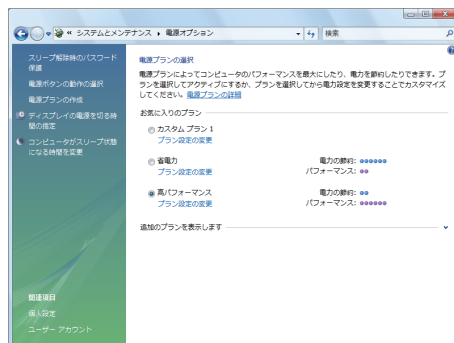 « システムとメンテナンス ▸ 電源オプション
検索
スリープ解除時のパスワード
保護
電源ボタンの動作の選択
電源プランの作成
ディスプレイの電源を切る時
間の指定
コンピュータがスリープ状態
になる時間を変更
関連項目
個人設定
ユーザー アカウント
電源プランの選択
電源プランによってコンピュータのパフォーマンスを最大にしたり、電力を節約したりできます。プ
ランを選択してアクティブにするか、プランを選択してから電力設定を変更することでカスタマイズ
してください。電源プランの詳細
お気に入りのプラン
カスタム プラン 1
プラン設定の変更
省電力 電力の節約:
プラン設定の変更 パフォーマンス:
高パフォーマンス 電力の節約:
プラン設定の変更 パフォーマンス:
追加のプランを表示します